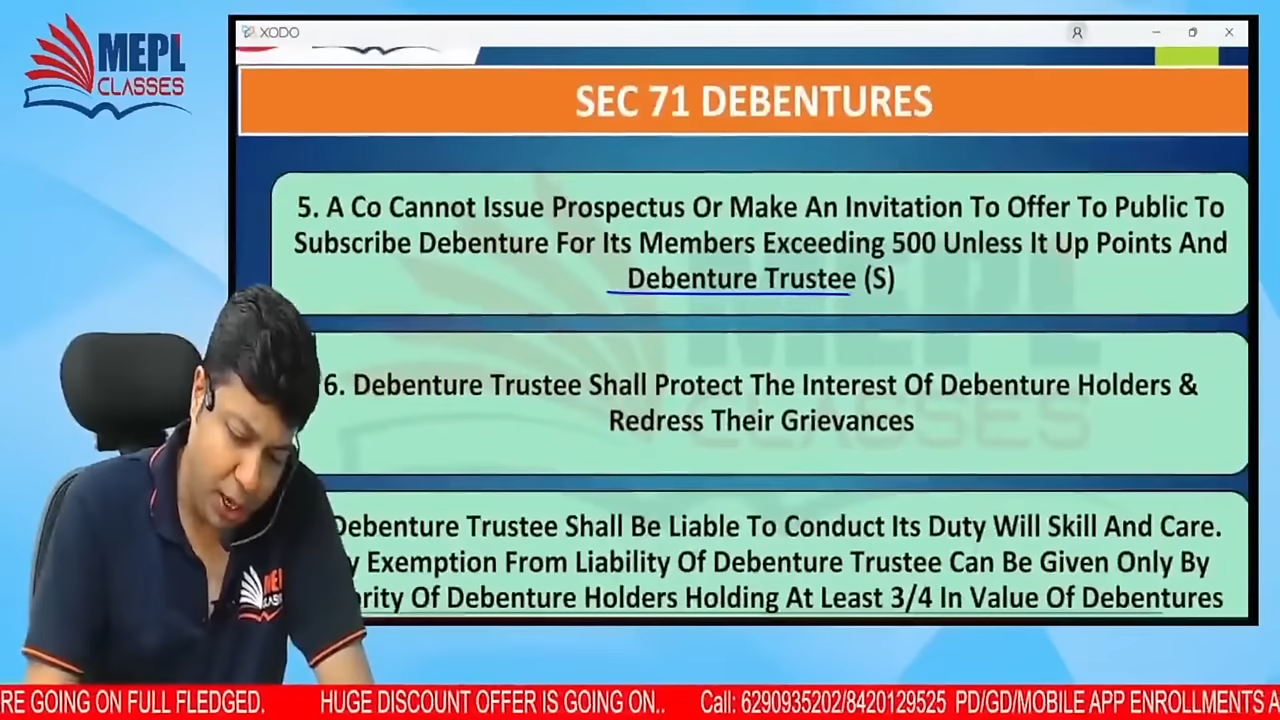 MEPL
CLASSES
XODO
SEC 71 DEBENTURES
5. A Co Cannot Issue Prospectus Or Make An Invitation To Offer To Public To
Subscribe Debenture For Its Members Exceeding 500 Unless It Up Points And
Debenture Trustee (S)
6. Debenture Trustee Shall Protect The Interest Of Debenture Holders &
Redress Their Grievances
Debenture Trustee Shall Be Liable To Conduct Its Duty Will Skill And Care.
y Exemption From Liability Of Debenture Trustee Can Be Given Only By
rity Of Debenture Holders Holding At Least 3/4 In Value Of Debentures
RE GOING ON FULL FLEDGED. HUGE DISCOUNT OFFER IS GOING ON.. Call: 6290935202/8420129525 PD/GD/MOBILE APP ENROLLMENTS A